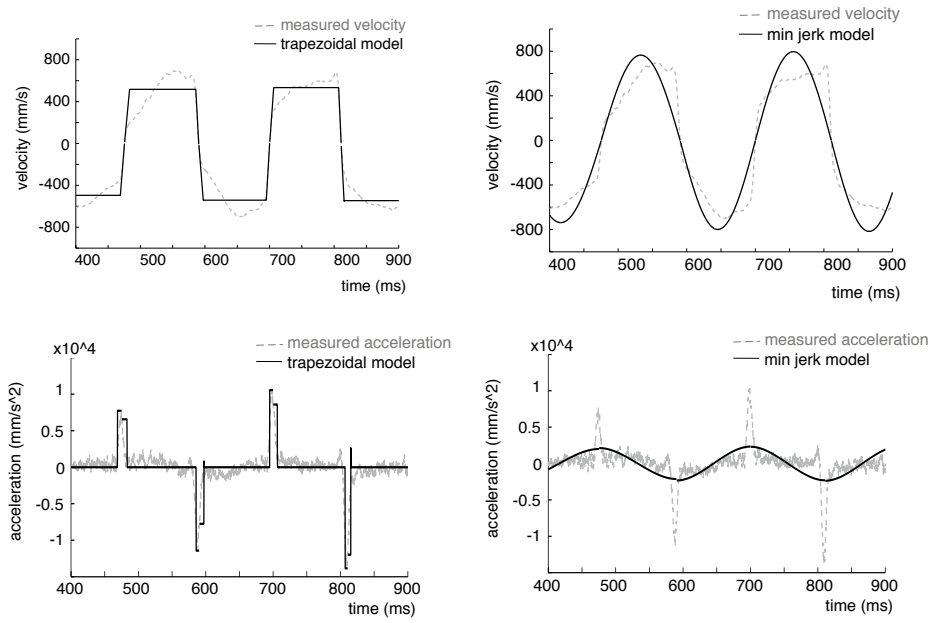 measured velocity
trapezoidal model
800
400
0
-400
-800
velocity (mm/s)
400 500 600 700 800 900
time (ms)
measured velocity
min jerk model
800
400
0
-400
-800
velocity (mm/s)
400 500 600 700 800 900
time (ms)
measured acceleration
trapezoidal model
x10^4
1
0.5
0
-0.5
-1
acceleration (mm/s^2)
400 500 600 700 800 900
time (ms)
measured acceleration
min jerk model
x10^4
1
0.5
0
-0.5
-1
acceleration (mm/s^2)
400 500 600 700 800 900
time (ms)